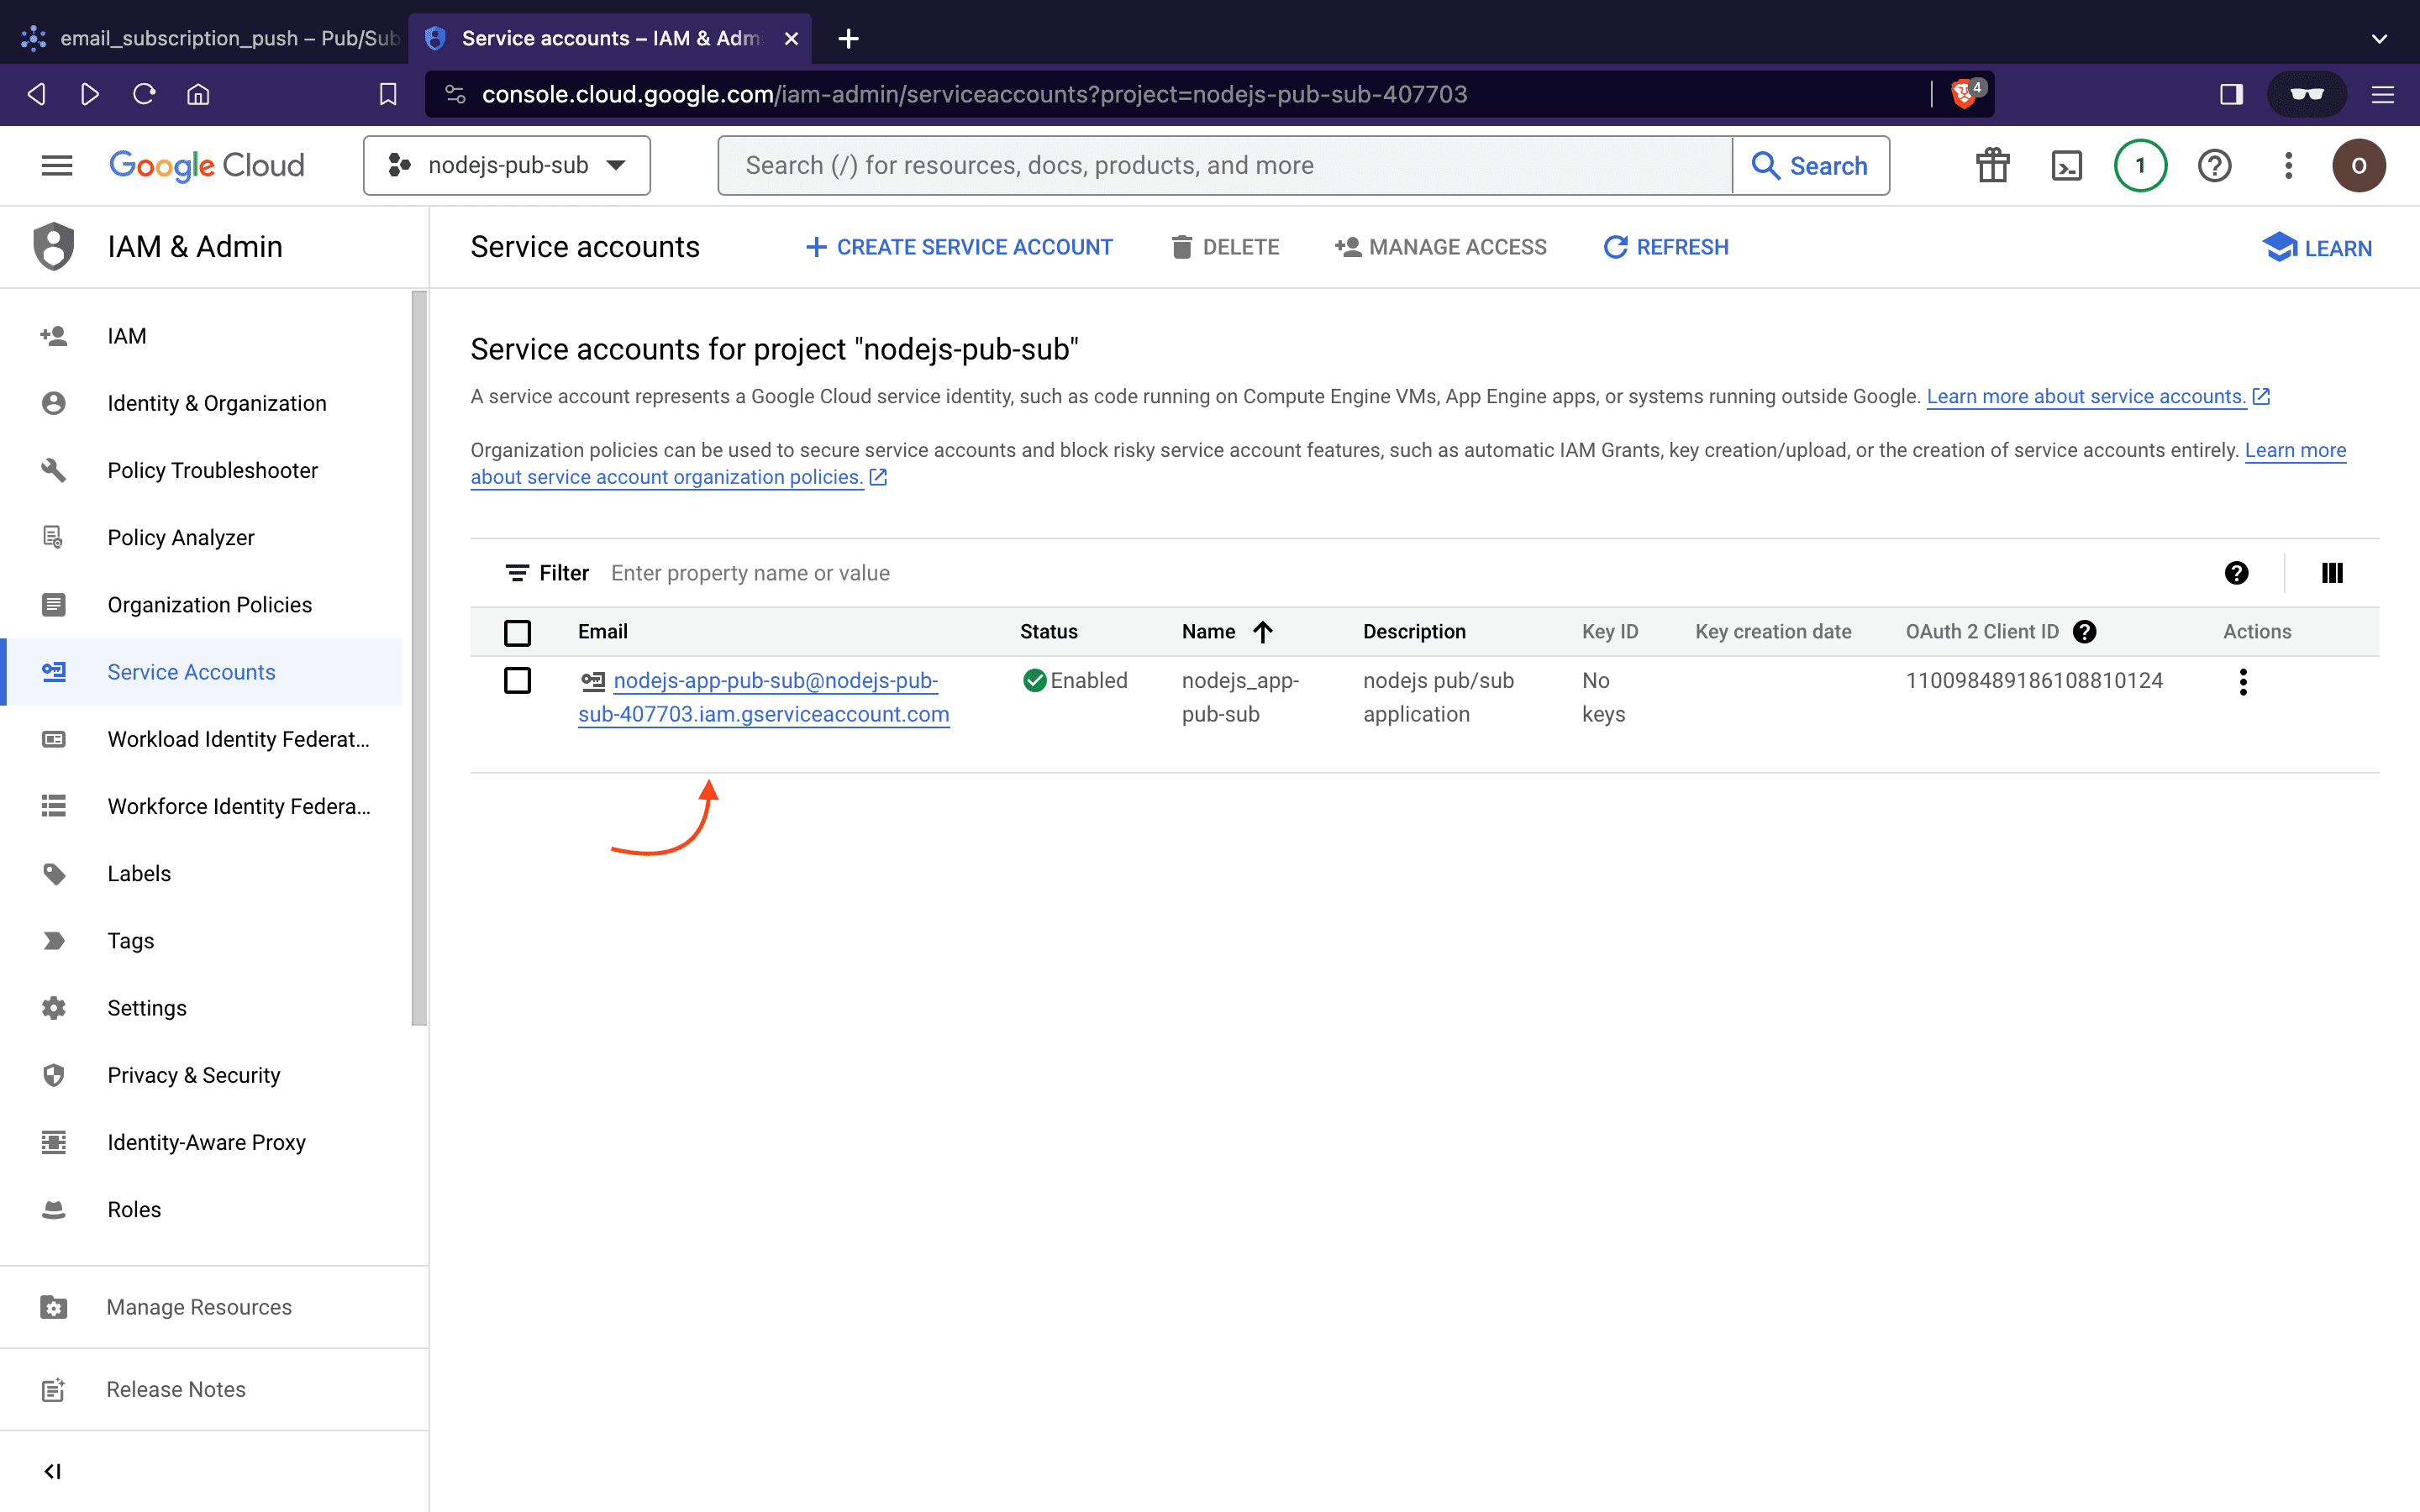 email_subscription_push – Pub/Sub
Service accounts – IAM & Adm
console.cloud.google.com/iam-admin/serviceaccounts?project=nodejs-pub-sub-407703
4
Google Cloud
nodejs-pub-sub
Search (/) for resources, docs, products, and more
Search
1
O
IAM & Admin
Service accounts
CREATE SERVICE ACCOUNT
DELETE
MANAGE ACCESS
REFRESH
LEARN
IAM
Identity & Organization
Policy Troubleshooter
Policy Analyzer
Organization Policies
Service Accounts
Workload Identity Federat...
Workforce Identity Federa...
Labels
Tags
Settings
Privacy & Security
Identity-Aware Proxy
Roles
Manage Resources
Release Notes
Service accounts for project "nodejs-pub-sub"
A service account represents a Google Cloud service identity, such as code running on Compute Engine VMs, App Engine apps, or systems running outside Google. Learn more about service accounts.
Organization policies can be used to secure service accounts and block risky service account features, such as automatic IAM Grants, key creation/upload, or the creation of service accounts entirely. Learn more
about service account organization policies.
Filter Enter property name or value
Email Status Name Description Key ID Key creation date OAuth 2 Client ID Actions
nodejs-app-pub-sub@nodejs-pub- Enabled nodejs_app- nodejs pub/sub No 110098489186108810124
sub-407703.iam.gserviceaccount.com pub-sub application keys